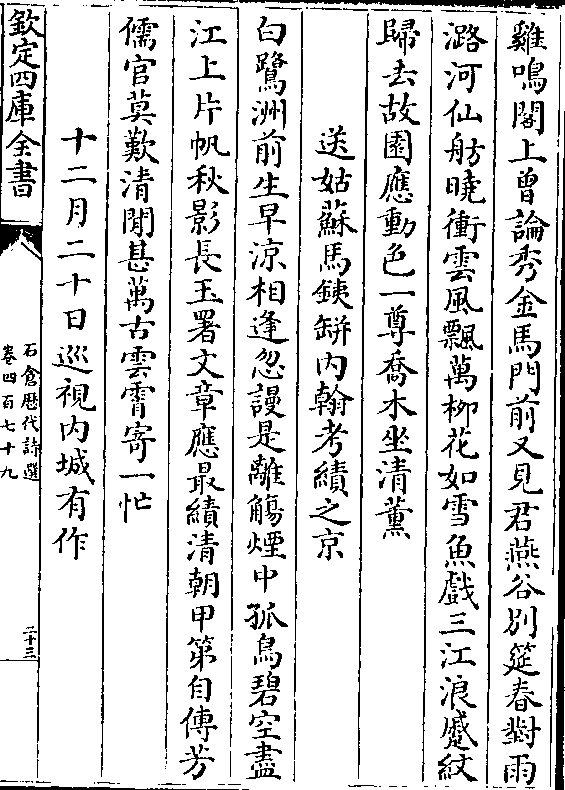 雞鳴閣上曾論秀金馬門前又見君燕谷別筵春對雨
潞河仙舫曉衝雲風飄萬柳花如雪魚戲三江浪蹙紋
歸去故園應動色一尊喬木坐清薰
送姑蘇馬鉄缾内翰考績之京
白鷺洲前生早涼相逢忽謾是離觴煙中孤鳥碧空盡
江上片帆秋影長玉署文章應最績清朝甲第自傳芳
儒官莫歎清閒甚萬古雲霄寄一忙
十二月二十日巡視内城有作
欽定四庫全書
石倉歷代詩選
卷四百七十九
二十三